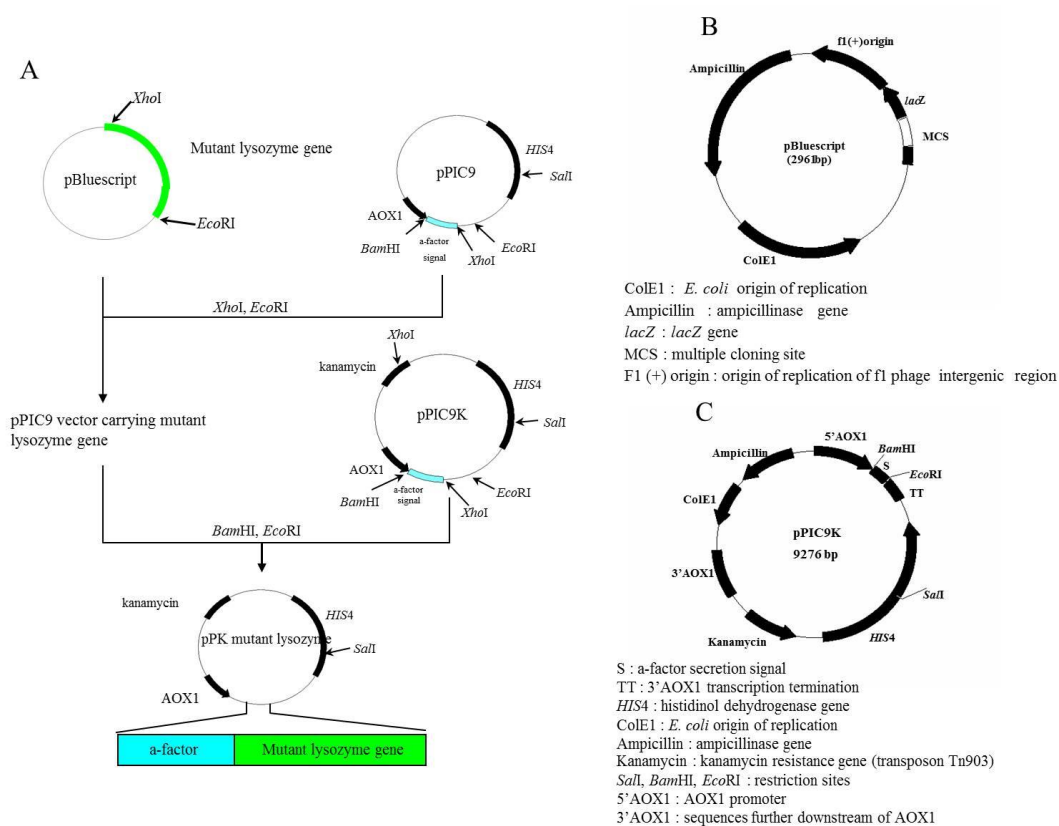 A
XhoI
pBluescript
Mutant lysozyme gene
EcoRI
pPIC9
HIS4
SalI
AOX1
BamHI
a-factor
signal
XhoI
EcoRI
XhoI, EcoRI
pPIC9 vector carrying mutant
lysozyme gene
XhoI
kanamycin
pPIC9K
HIS4
SalI
AOX1
BamHI
a-factor
signal
XhoI
EcoRI
BamHI, EcoRI
kanamycin
HIS4
pPK mutant lysozyme
SalI
AOX1
a-factor
Mutant lysozyme gene
B
f1(+)origin
Ampicillin
lacZ
MCS
pBluescript
(2961bp)
ColE1
ColE1 : E. coli origin of replication
Ampicillin : ampicillinase gene
lacZ : lacZ gene
MCS : multiple cloning site
F1 (+) origin : origin of replication of f1 phage intergenic region
C
5'AOX1
BamHI
S
EcoRI
TT
Ampicillin
ColE1
pPIC9K
9276 bp
3'AOX1
SalI
HIS4
Kanamycin
S : a-factor secretion signal
TT : 3'AOX1 transcription termination
HIS4 : histidinol dehydrogenase gene
ColE1 : E. coli origin of replication
Ampicillin : ampicillinase gene
Kanamycin : kanamycin resistance gene (transposon Tn903)
SalI, BamHI, EcoRI : restriction sites
5'AOX1 : AOX1 promoter
3'AOX1 : sequences further downstream of AOX1